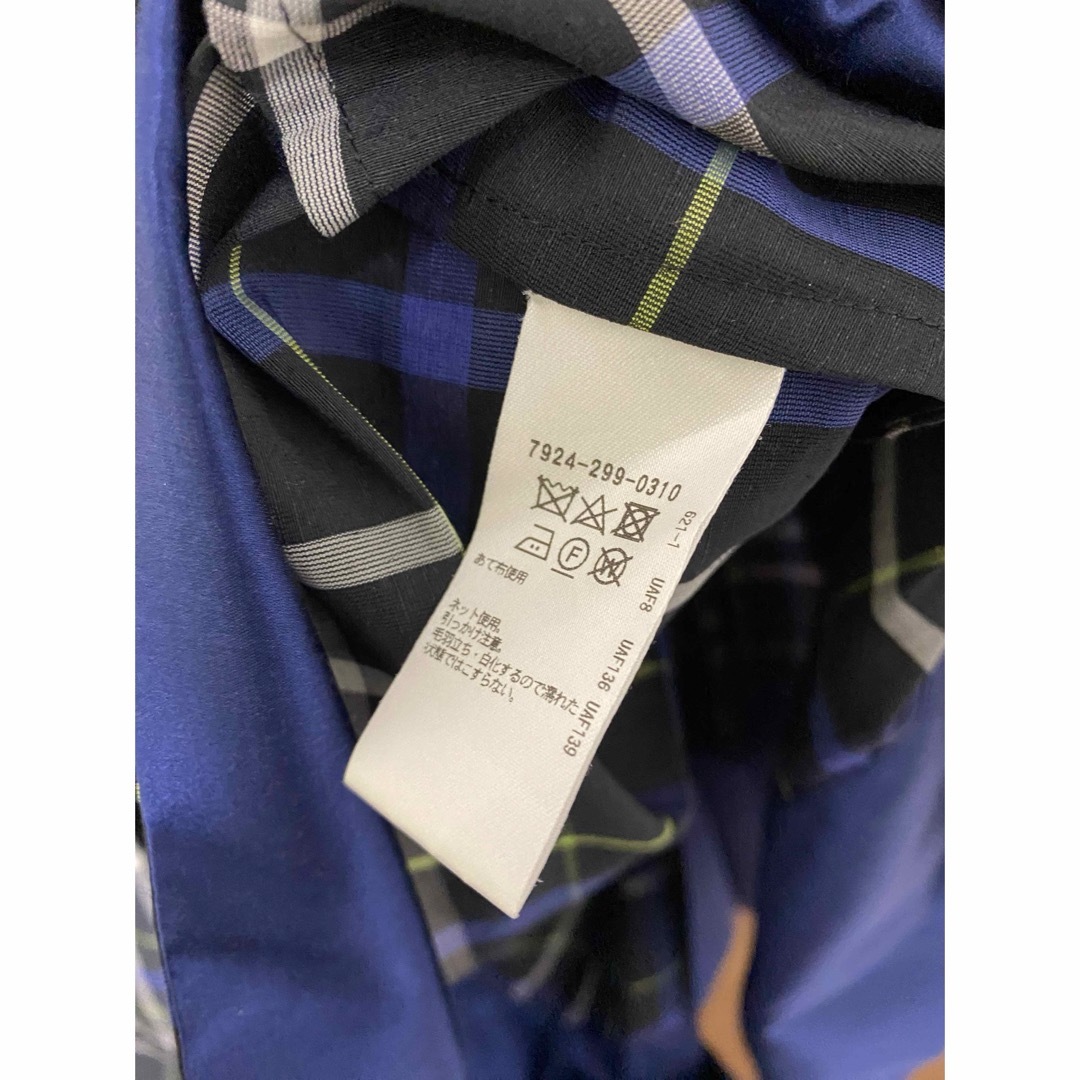 7924-299-0310
F
W
あて布使用
ネット使用。
引っかけ注意。
毛羽立ち・白化するので濡れた
状態ではこすらない。
621-1
UAF8 UAF136 UAF139